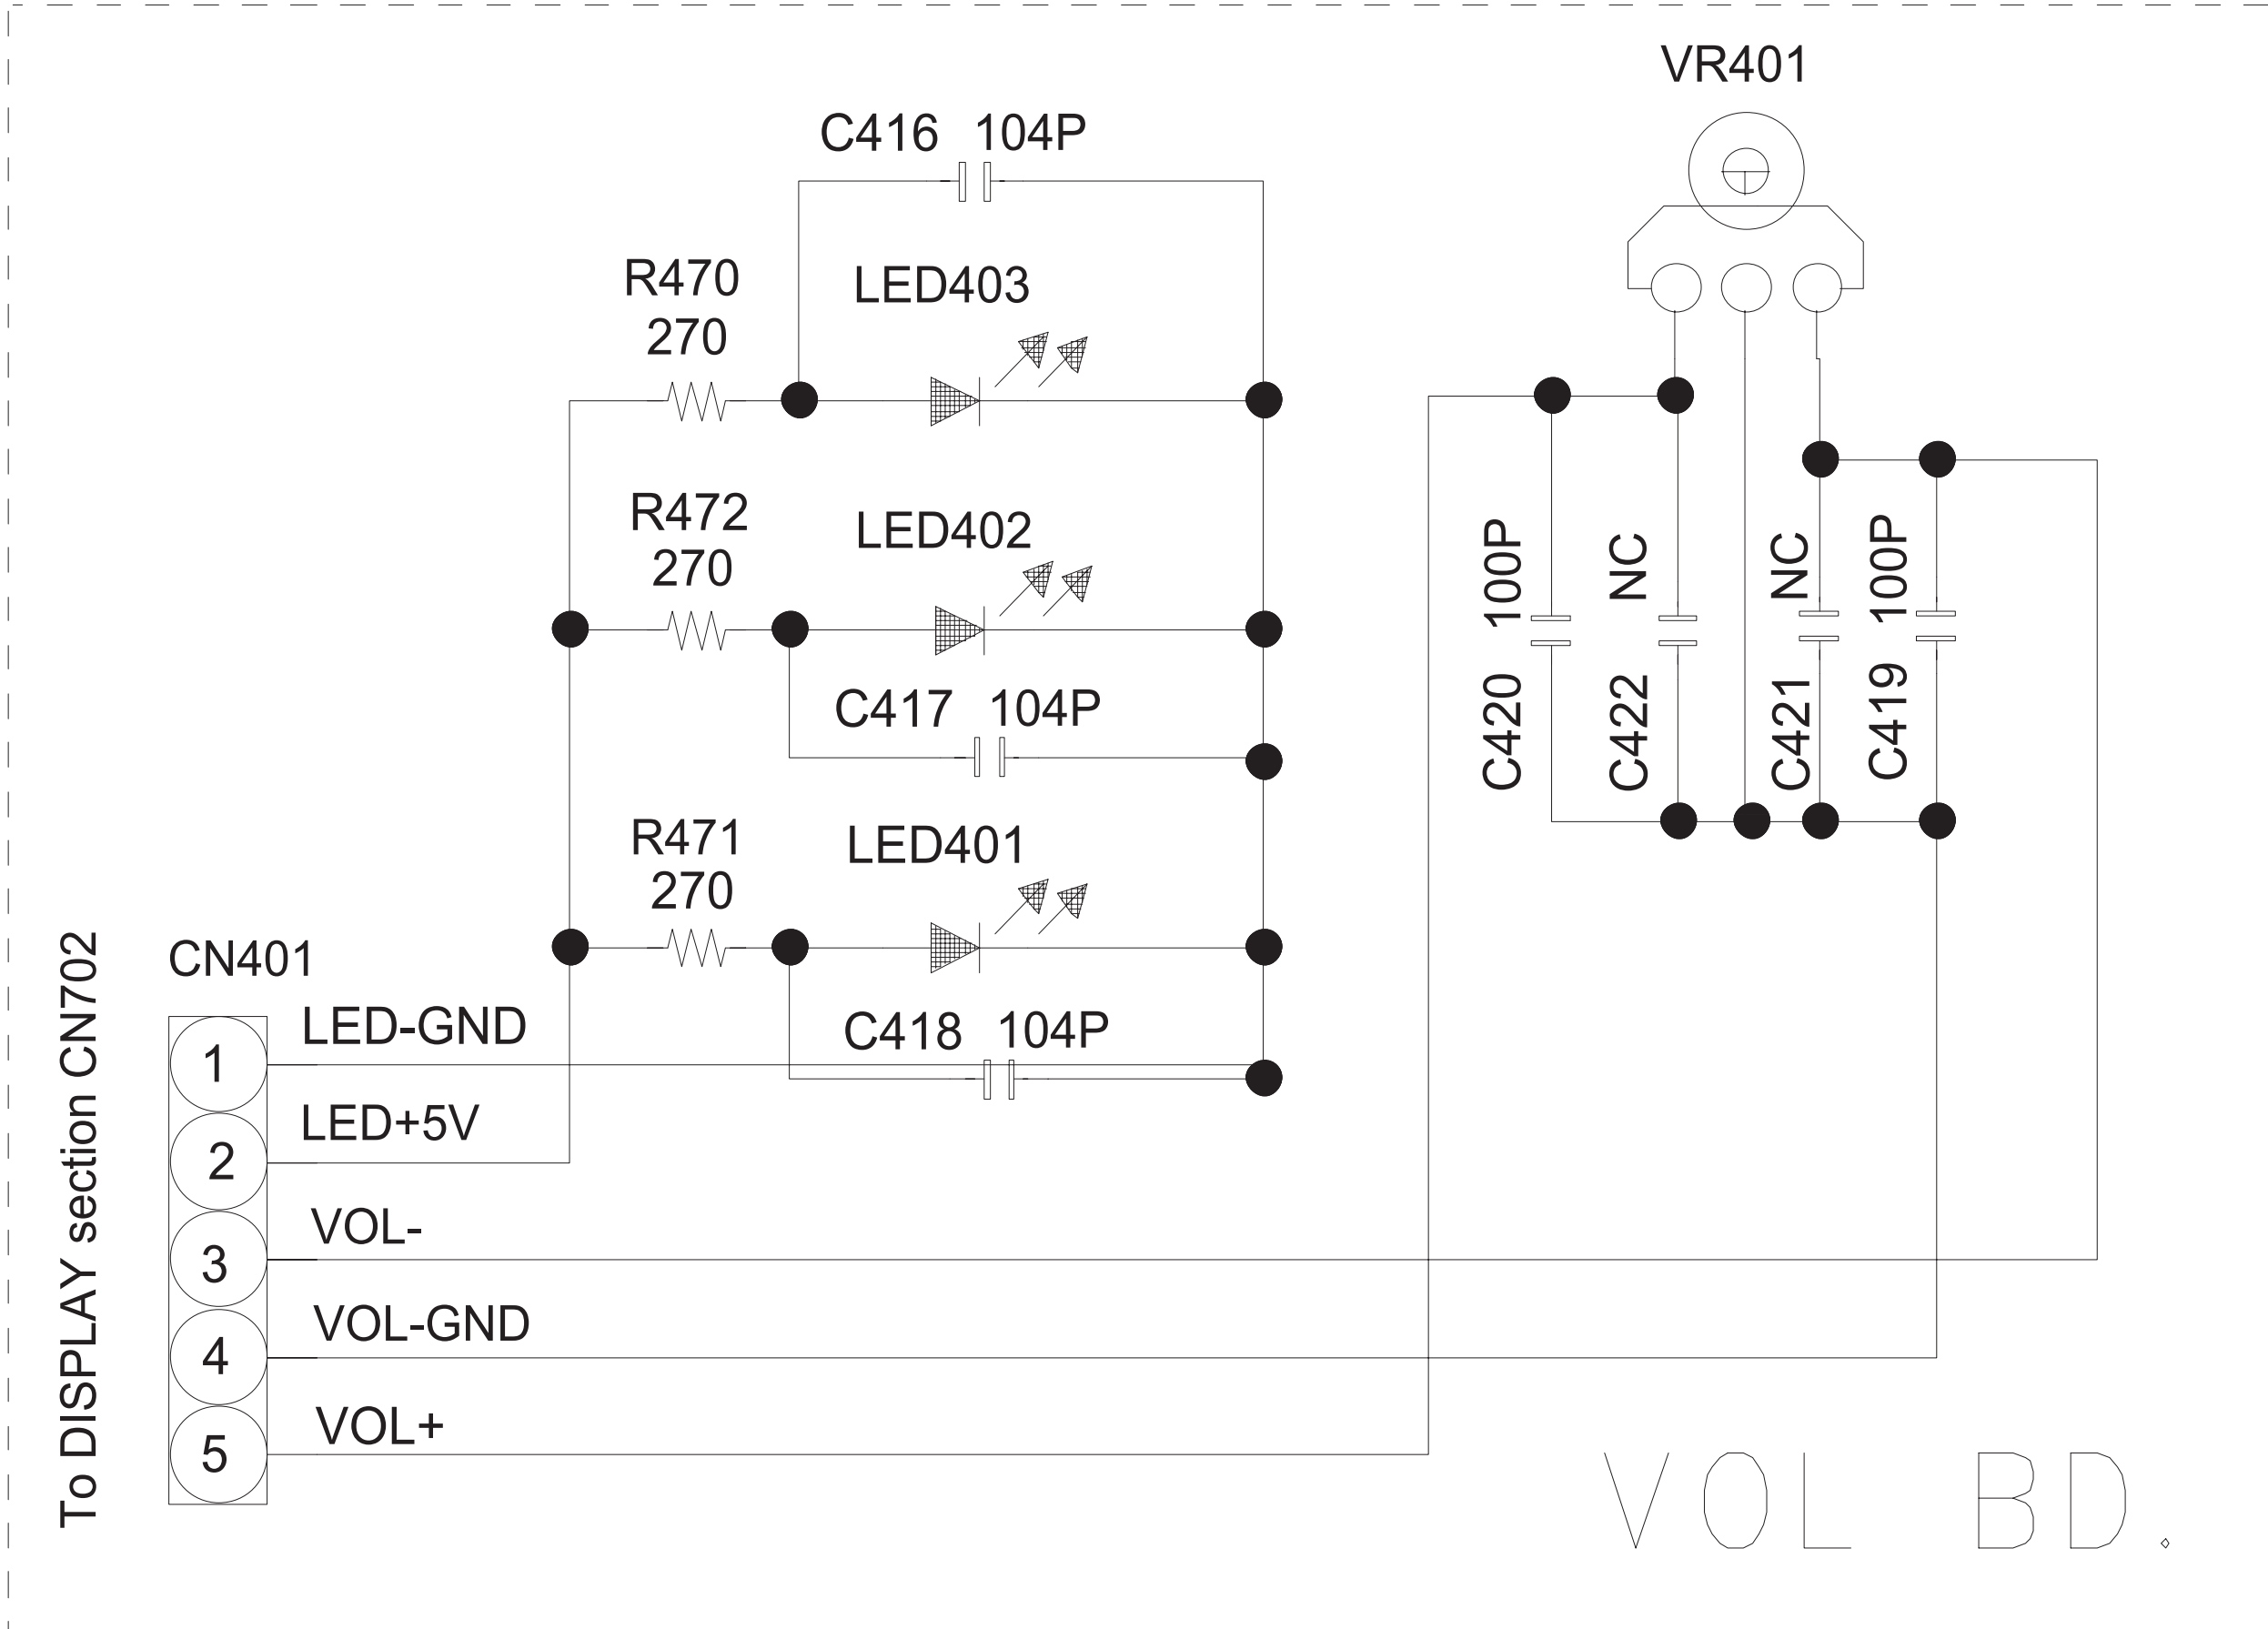 VR401
C416 104P
R470
270
LED403
R472
270
LED402
C417 104P
R471
270
LED401
C418 104P
C420 100P
C422 NC
C421 NC
C419 100P
To DISPLAY section CN702
CN401
1 LED-GND
2 LED+5V
3 VOL-
4 VOL-GND
5 VOL+
VOL BD.